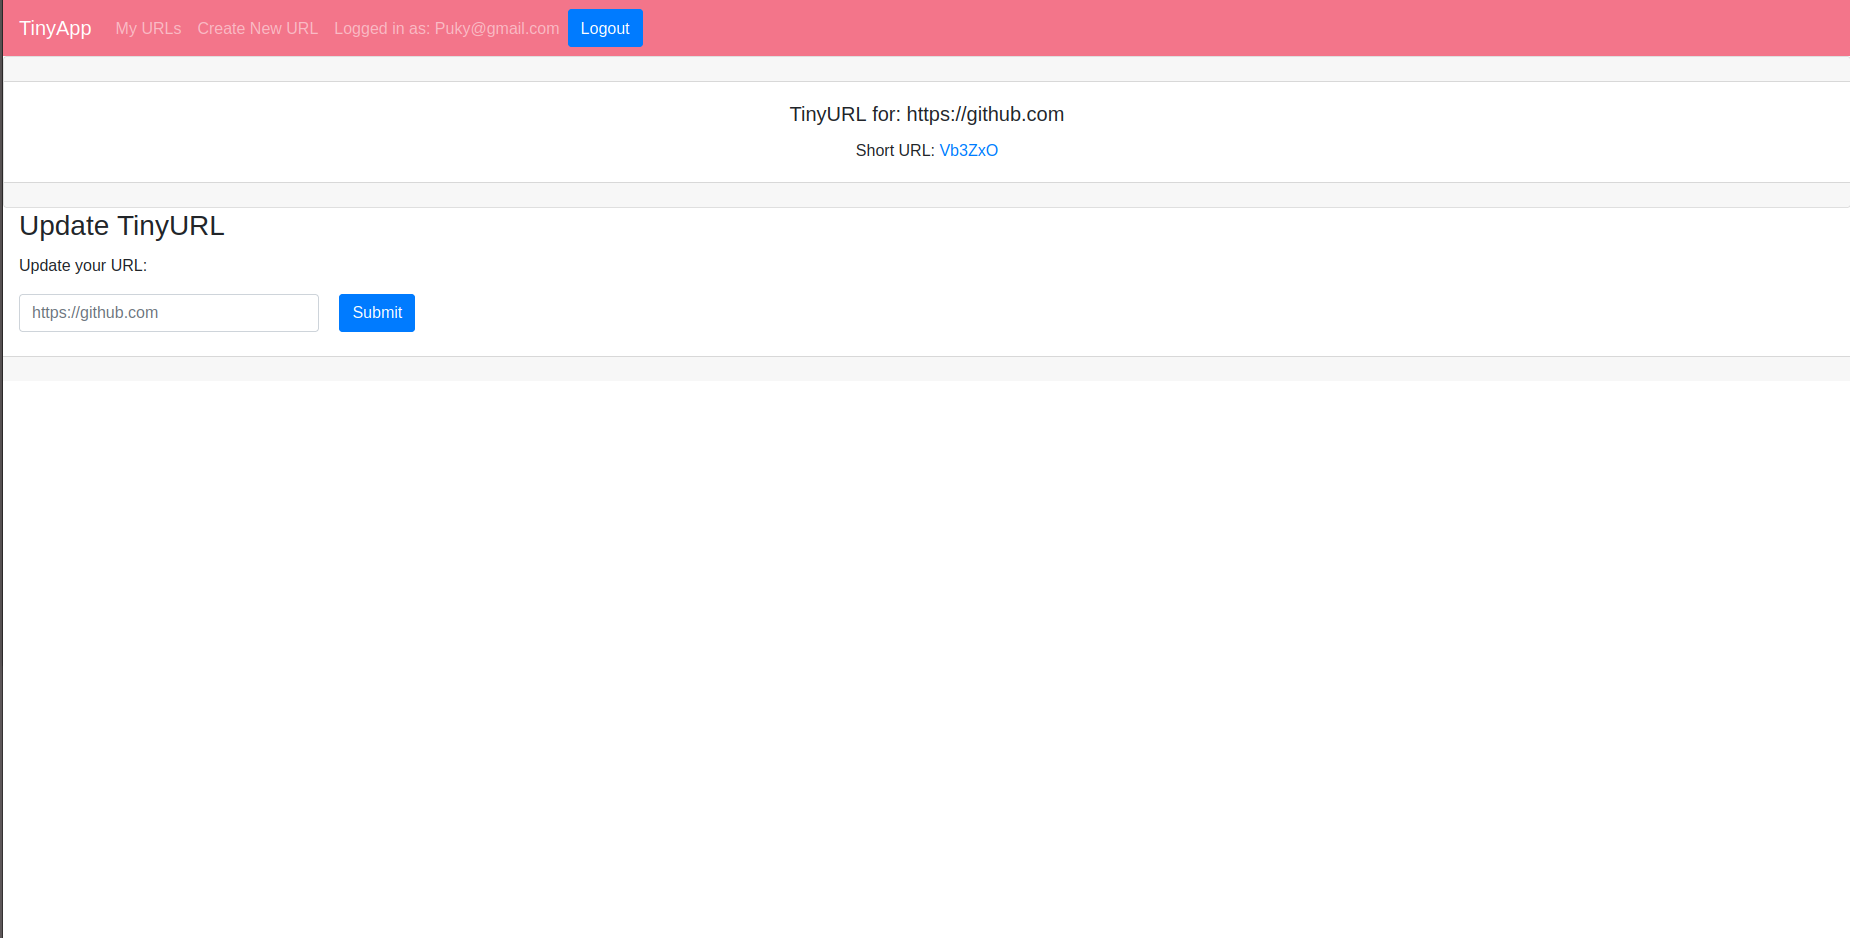 TinyApp My URLs Create New URL Logged in as: Puky@gmail.com Logout
TinyURL for: https://github.com
Short URL: Vb3ZxO
Update TinyURL
Update your URL:
https://github.com Submit